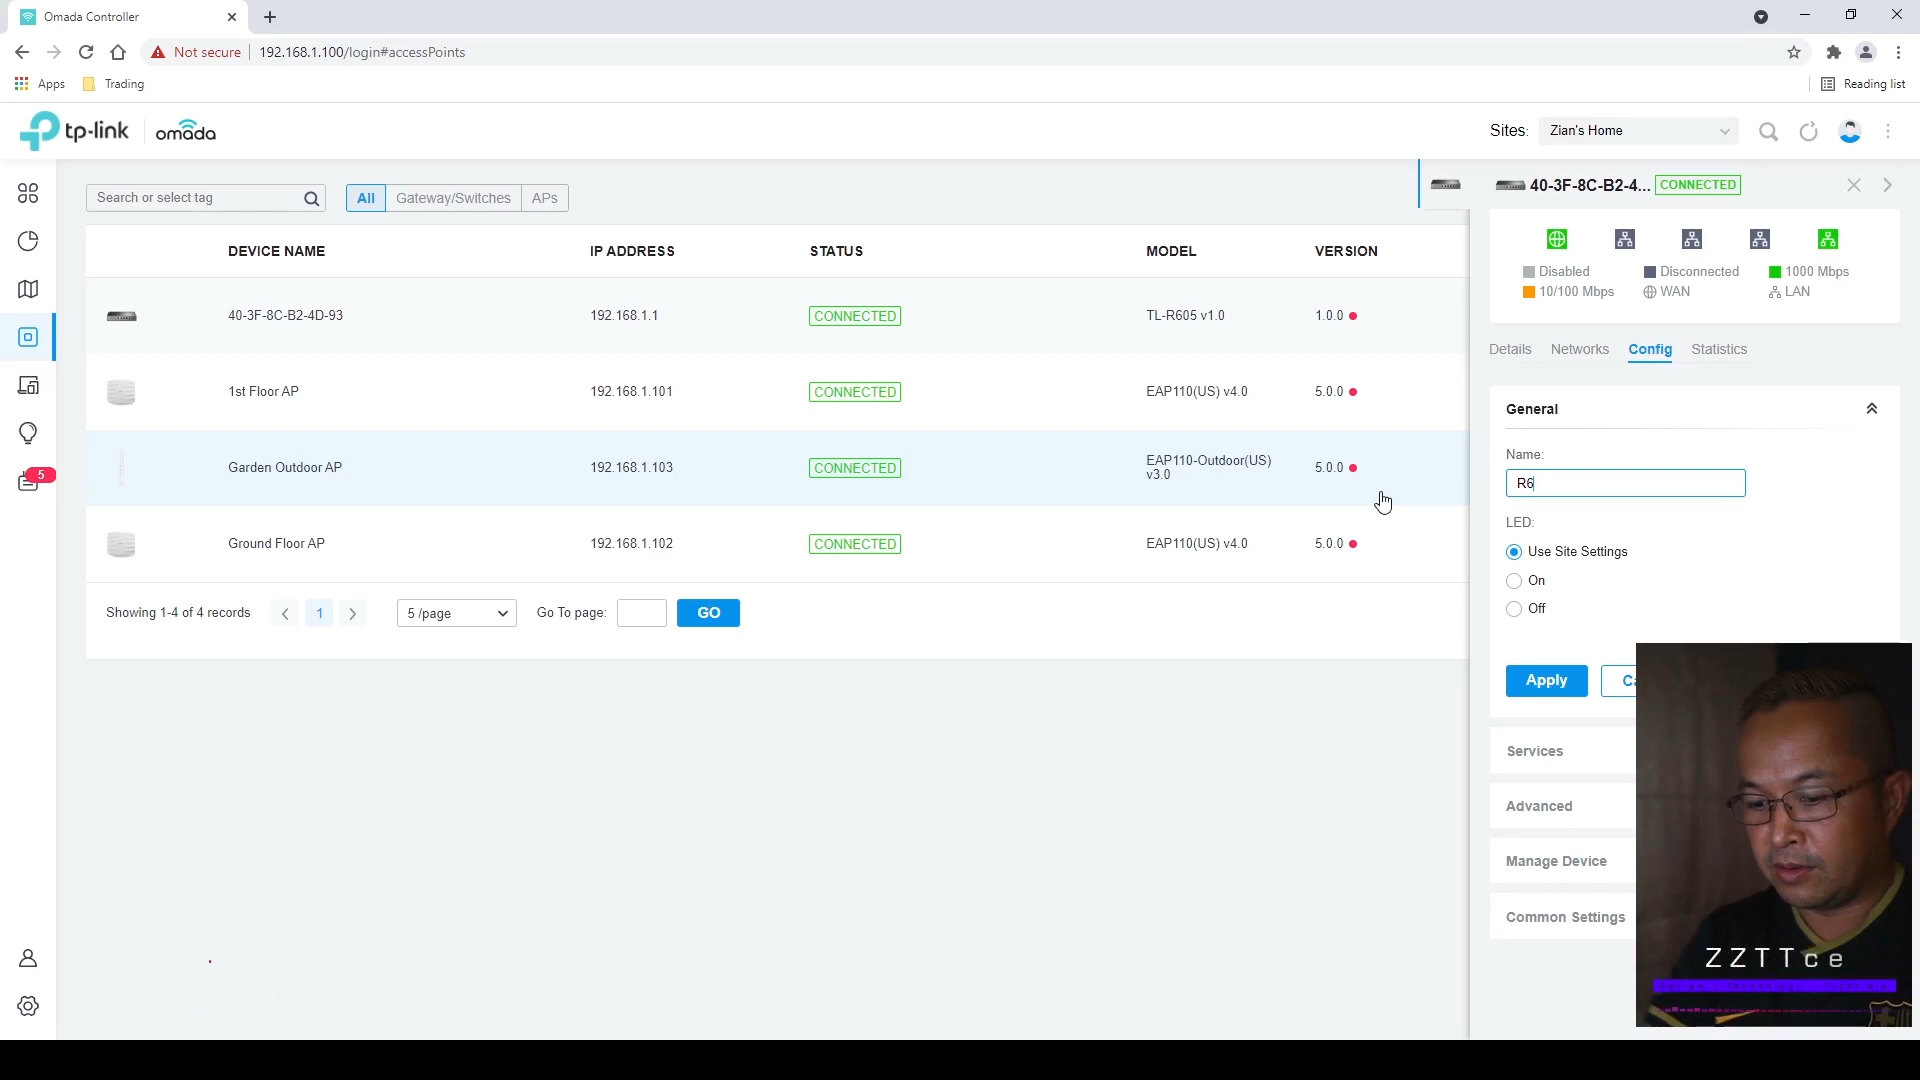 Omada Controller
Not secure 192.168.1.100/login#accessPoints
Apps Trading Reading list
tp-link omada Sites: Zian's Home
Search or select tag All Gateway/Switches APs
DEVICE NAME IP ADDRESS STATUS MODEL VERSION
40-3F-8C-B2-4D-93 192.168.1.1 CONNECTED TL-R605 v1.0 1.0.0
1st Floor AP 192.168.1.101 CONNECTED EAP110(US) v4.0 5.0.0
Garden Outdoor AP 192.168.1.103 CONNECTED EAP110-Outdoor(US) v3.0 5.0.0
Ground Floor AP 192.168.1.102 CONNECTED EAP110(US) v4.0 5.0.0
Showing 1-4 of 4 records 1 5 /page Go To page: GO
5
40-3F-8C-B2-4... CONNECTED
Disabled Disconnected 1000 Mbps
10/100 Mbps WAN LAN
Details Networks Config Statistics
General
Name:
R6
LED:
Use Site Settings
On
Off
Apply Ca
Services
Advanced
Manage Device
Common Settings
ZZTTce